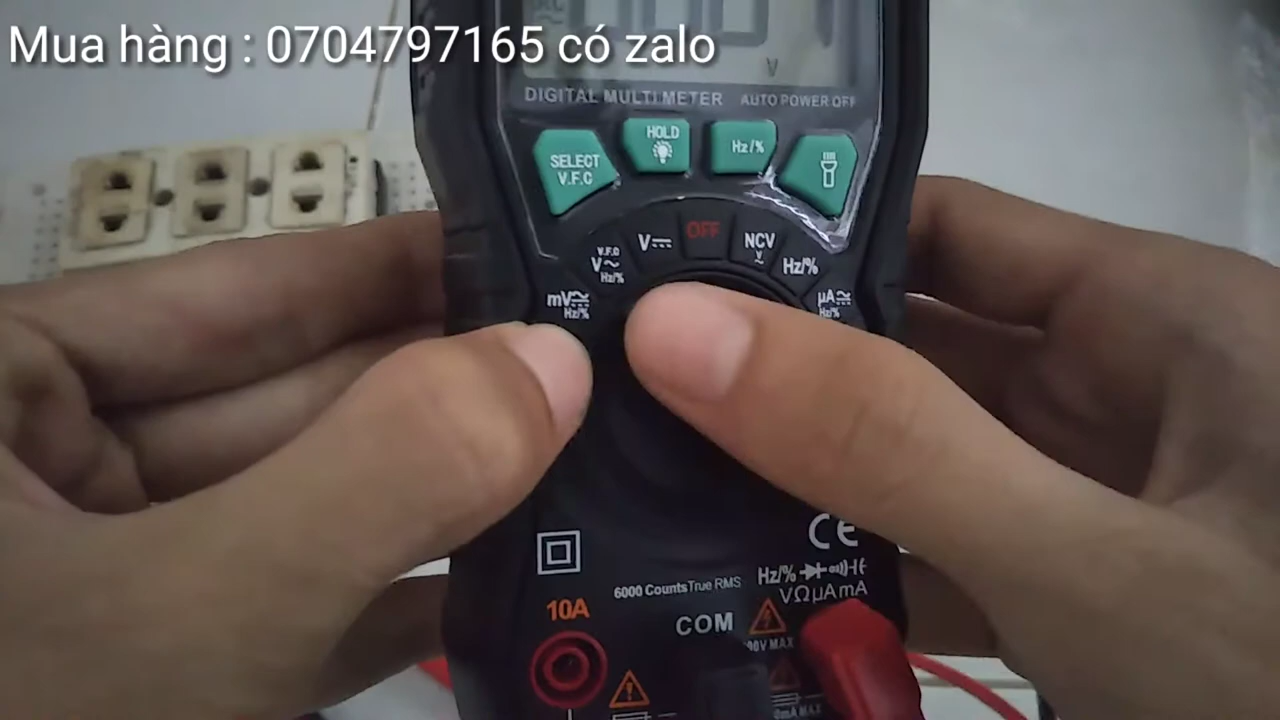 Mua hàng : 0704797165 có zalo
V
DIGITAL MULTIMETER AUTO POWER OFF
SELECT
V.F.C
HOLD
Hz/%
OFF
V
V.F.C
V~
Hz/%
mV
Hz/%
NCV
Hz/%
µA
Hz/%
CE
6000 Counts True RMS
Hz/%
VΩµAmA
10A
COM